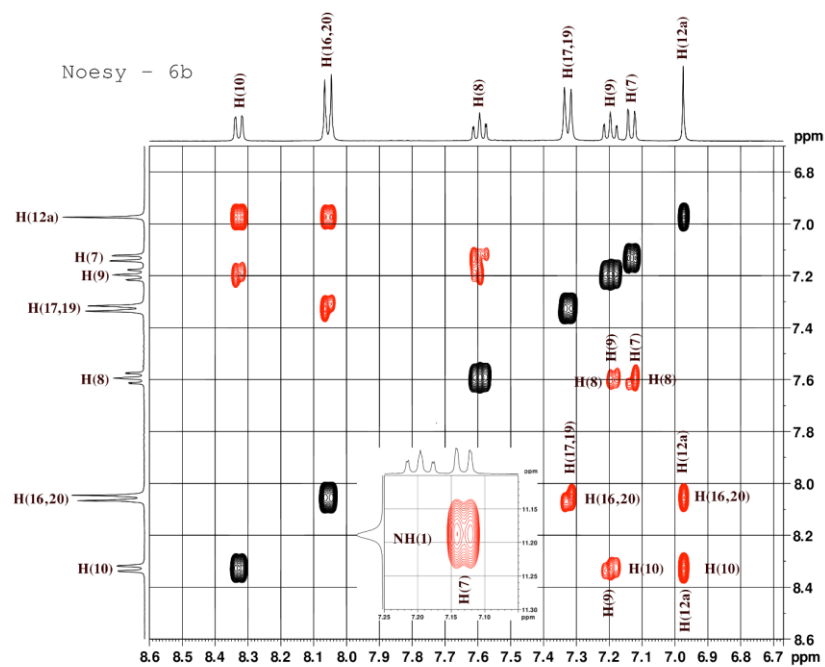 Noesy - 6b
H(10)
H(16,20)
H(8)
H(17,19)
H(9)
H(7)
H(12a)
ppm
H(12a)
H(7)
H(9)
H(17,19)
H(8)
H(16,20)
H(10)
6.8
7.0
7.2
7.4
7.6
7.8
8.0
8.2
8.4
8.6
H(9)
H(7)
H(8)
H(8)
H(17,19)
H(12a)
H(16,20)
H(16,20)
H(10)
H(10)
H(9)
H(12a)
ppm
11.15
11.20
11.25
11.30
NH(1)
H(7)
7.25 7.20 7.15 7.10 ppm
8.6 8.5 8.4 8.3 8.2 8.1 8.0 7.9 7.8 7.7 7.6 7.5 7.4 7.3 7.2 7.1 7.0 6.9 6.8 6.7 ppm